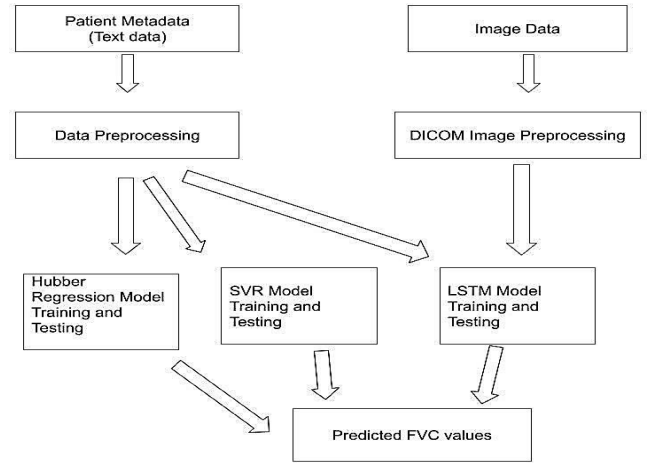 Patient Metadata
(Text data)
Image Data
Data Preprocessing
DICOM Image Preprocessing
Hubber
Regression Model
Training and
Testing
SVR Model
Training and
Testing
LSTM Model
Training and
Testing
Predicted FVC values